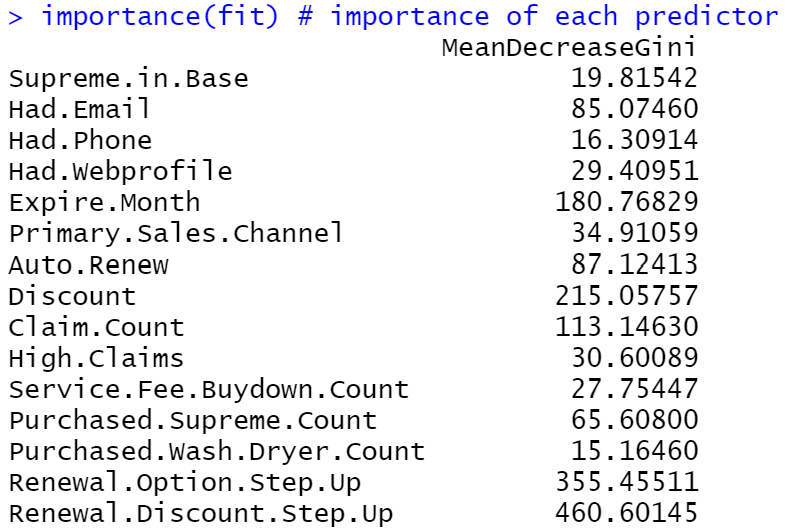 > importance(fit) # importance of each predictor
MeanDecreaseGini
Supreme.in.Base 19.81542
Had.Email 85.07460
Had.Phone 16.30914
Had.Webprofile 29.40951
Expire.Month 180.76829
Primary.Sales.Channel 34.91059
Auto.Renew 87.12413
Discount 215.05757
Claim.Count 113.14630
High.Claims 30.60089
Service.Fee.Buydown.Count 27.75447
Purchased.Supreme.Count 65.60800
Purchased.Wash.Dryer.Count 15.16460
Renewal.Option.Step.Up 355.45511
Renewal.Discount.Step.Up 460.60145